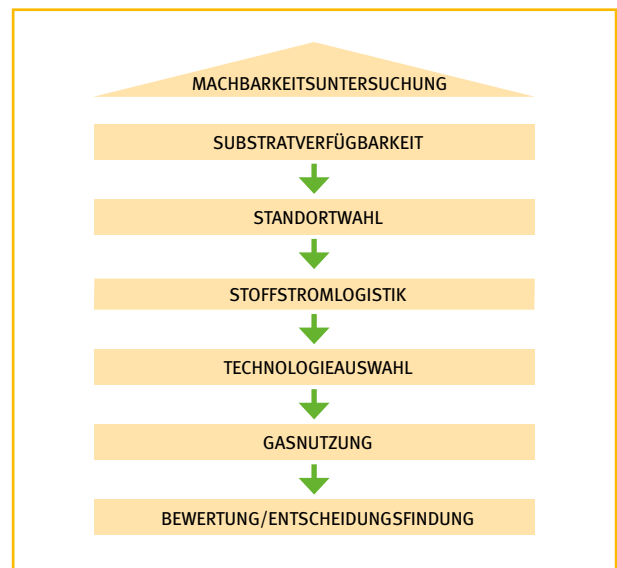 MACHBARKEITSUNTERSUCHUNG
SUBSTRATVERFÜGBARKEIT
STANDORTWAHL
STOFFSTROMLOGISTIK
TECHNOLOGIEAUSWAHL
GASNUTZUNG
BEWERTUNG/ENTSCHEIDUNGSFINDUNG